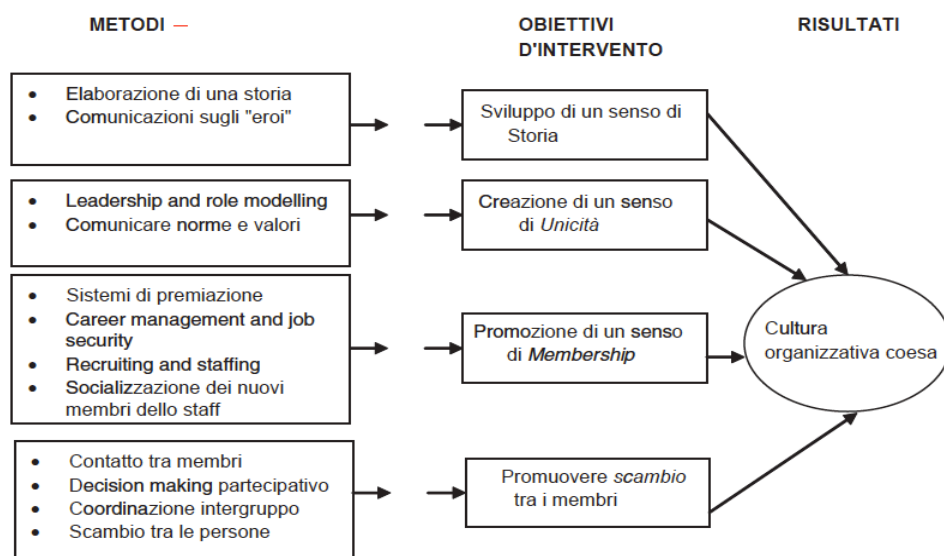 METODI —
OBIETTIVI
D'INTERVENTO
RISULTATI
• Elaborazione di una storia
• Comunicazioni sugli "eroi"
Sviluppo di un senso di
Storia
• Leadership and role modelling
• Comunicare norme e valori
Creazione di un senso
di Unicità
• Sistemi di premiazione
• Career management and job
security
• Recruiting and staffing
• Socializzazione dei nuovi
membri dello staff
Promozione di un senso
di Membership
Cultura
organizzativa coesa
• Contatto tra membri
• Decision making partecipativo
• Coordinazione intergruppo
• Scambio tra le persone
Promuovere scambio
tra i membri